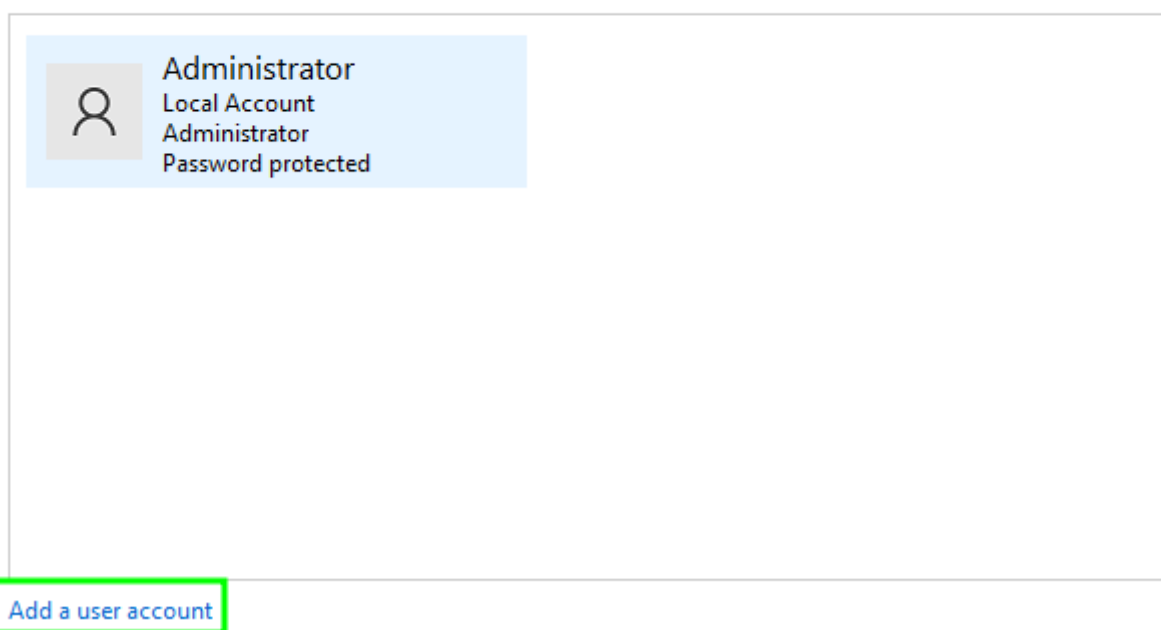 Administrator
Local Account
Administrator
Password protected
Add a user account